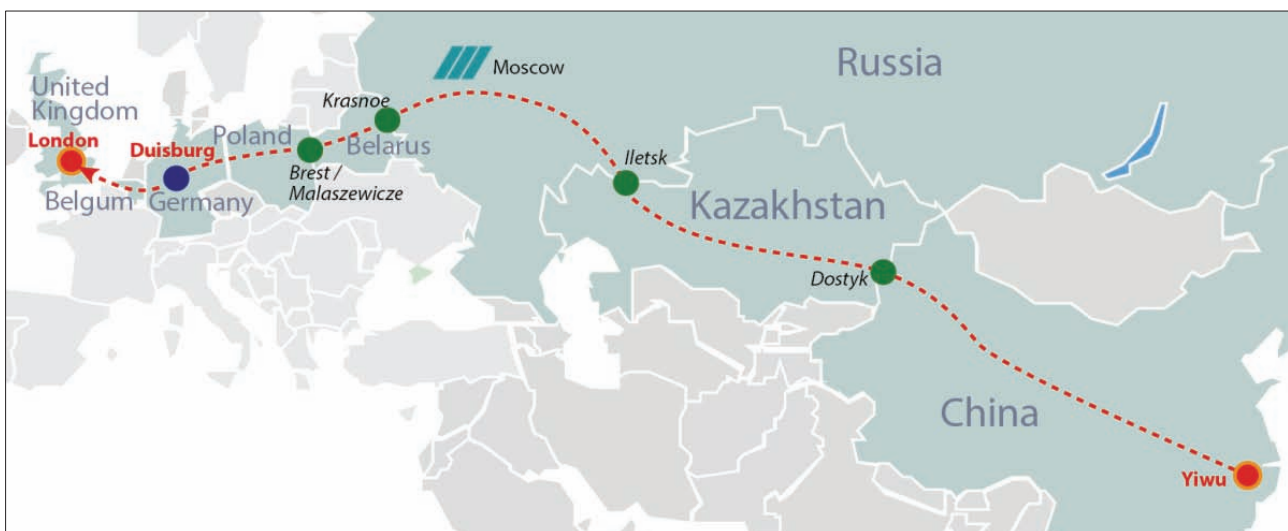 Russia
Moscow
United
Kingdom
London
Krasnoe
Poland
Duisburg
Belarus
Brest /
Malaszewicze
Belgum
Germany
Iletsk
Kazakhstan
Dostyk
China
Yiwu